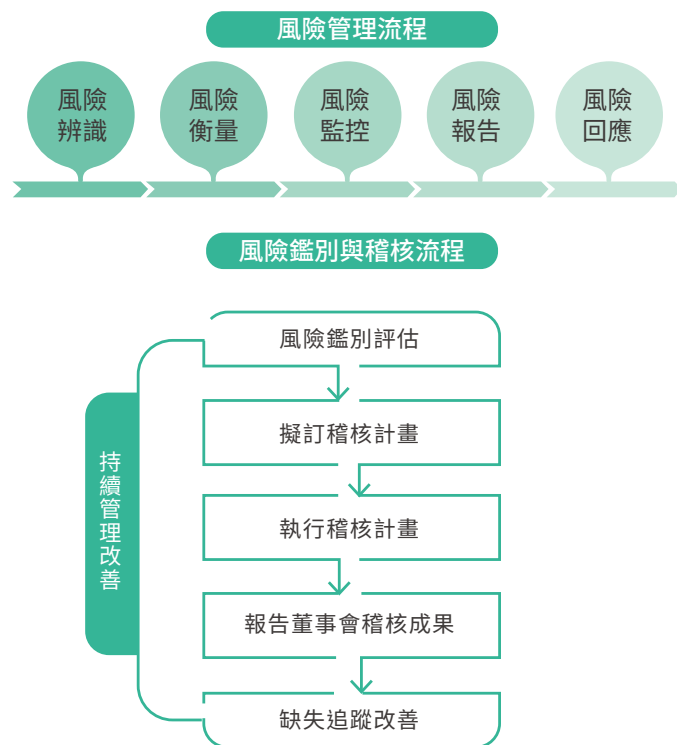 風險管理流程
風險
辨識
風險
衡量
風險
監控
風險
報告
風險
回應
風險鑑別與稽核流程
持續管理改善
風險鑑別評估
擬訂稽核計畫
執行稽核計畫
報告董事會稽核成果
缺失追蹤改善